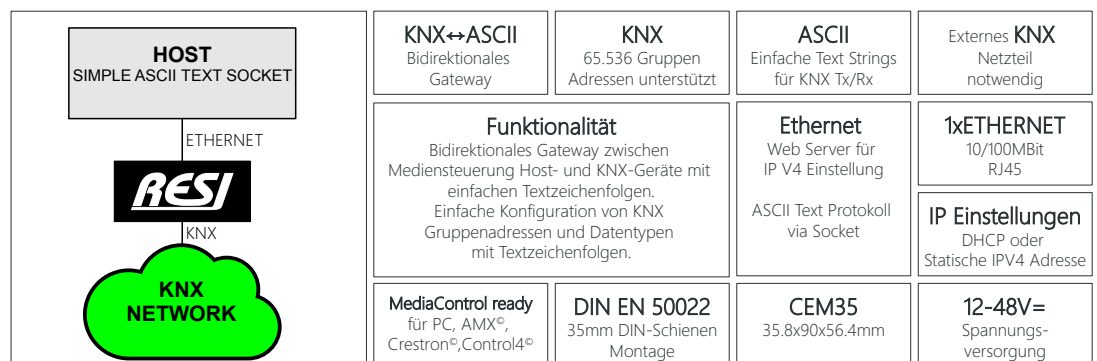 HOST
SIMPLE ASCII TEXT SOCKET
ETHERNET
RESI
KNX
KNX
NETWORK
KNX↔ASCII
Bidirektionales
Gateway
KNX
65.536 Gruppen
Adressen unterstützt
ASCII
Einfache Text Strings
für KNX Tx/Rx
Externes KNX
Netzteil
notwendig
Funktionalität
Bidirektionales Gateway zwischen
Mediensteuerung Host- und KNX-Geräte mit
einfachen Textzeichenfolgen.
Einfache Konfiguration von KNX
Gruppenadressen und Datentypen
mit Textzeichenfolgen.
Ethernet
Web Server für
IP V4 Einstellung
ASCII Text Protokoll
via Socket
1xETHERNET
10/100MBit
RJ45
IP Einstellungen
DHCP oder
Statische IPV4 Adresse
MediaControl ready
für PC, AMX©,
Crestron©,Control4©
DIN EN 50022
35mm DIN-Schienen
Montage
CEM35
35.8x90x56.4mm
12-48V=
Spannungs-
versorgung